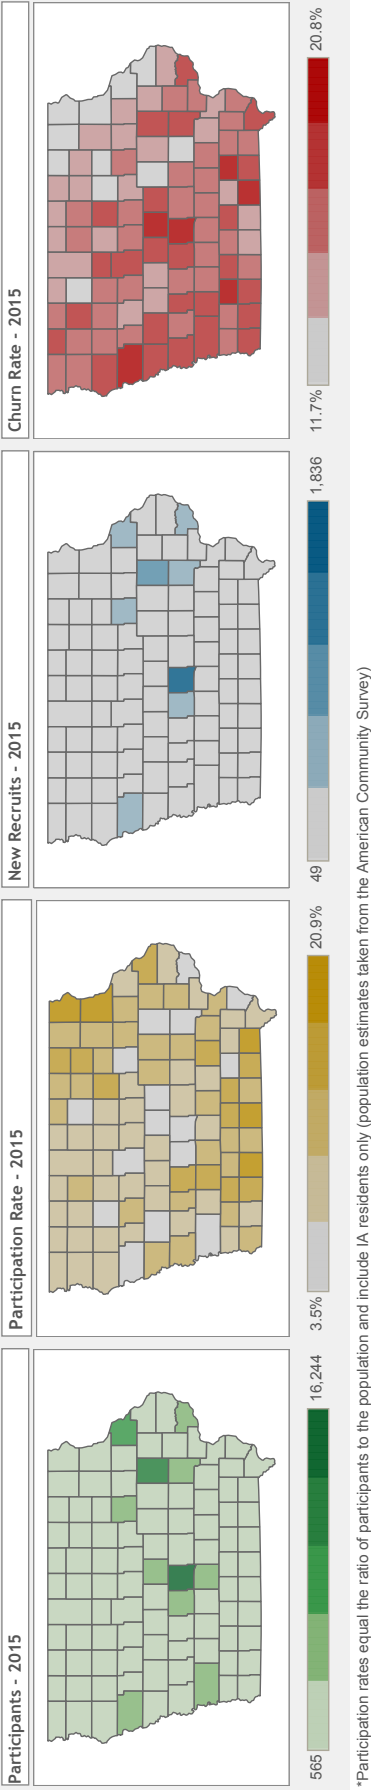 Participants - 2015
565
16,244
Participation Rate - 2015
3.5%
20.9%
New Recruits - 2015
49
1,836
Churn Rate - 2015
11.7%
20.8%
*Participation rates equal the ratio of participants to the population and include IA residents only (population estimates taken from the American Community Survey)